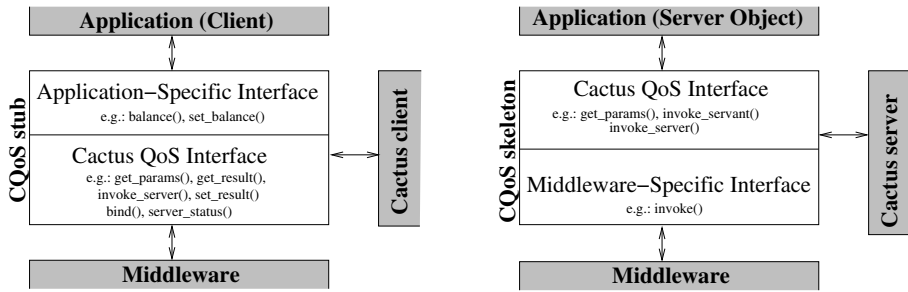 Application (Client)
CQoS stub
Application−Specific Interface
e.g.: balance(), set_balance()
Cactus QoS Interface
e.g.: get_params(), get_result(),
invoke_server(), set_result()
bind(), server_status()
Cactus client
Middleware
Application (Server Object)
CQoS skeleton
Cactus QoS Interface
e.g.: get_params(), invoke_servant()
invoke_server()
Middleware−Specific Interface
e.g.: invoke()
Cactus server
Middleware